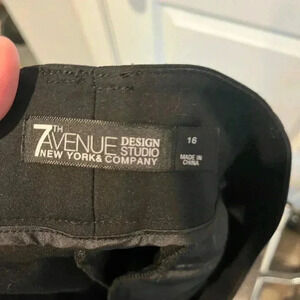 7TH AVENUE DESIGN STUDIO
NEW YORK & COMPANY
16
MADE IN
CHINA